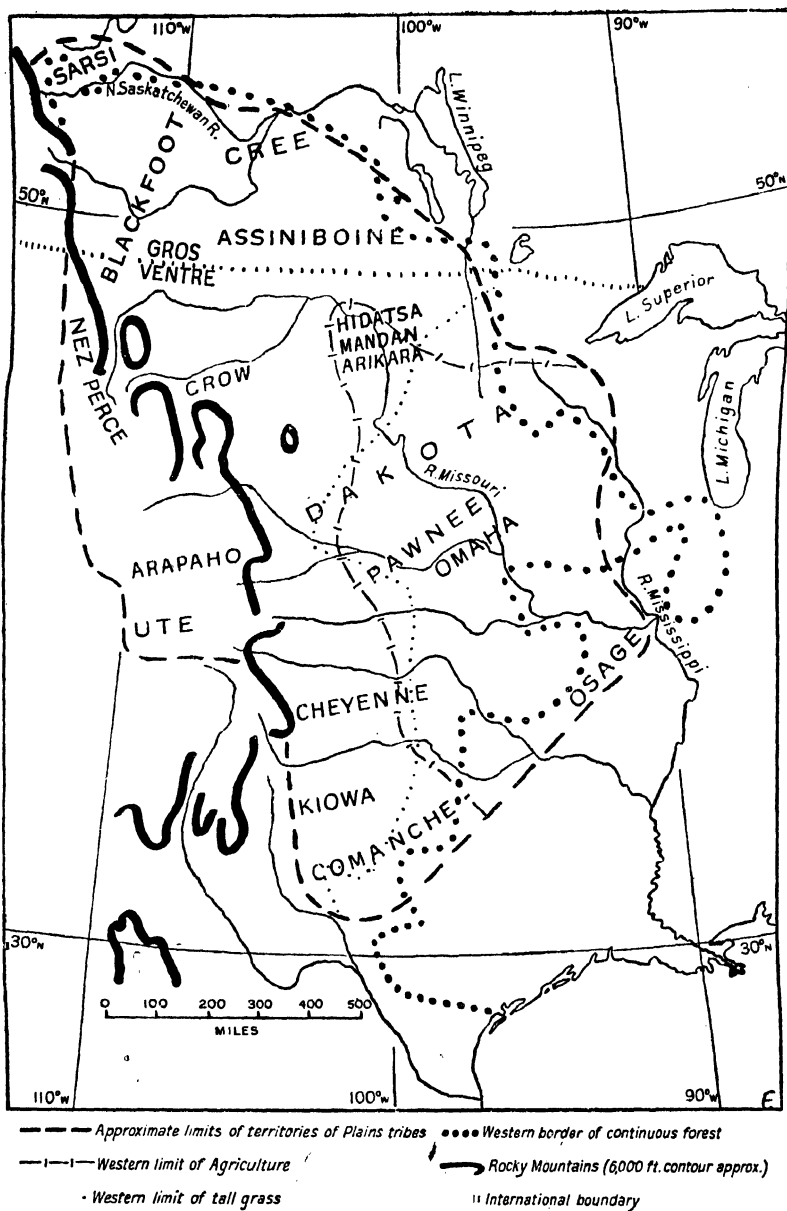 110°W 100°W 90°W
SARSI
N.Saskatchewan R.
BLACKFOOT
CREE
L.Winnipeg
50°N 50°N
ASSINIBOINE
GROS
VENTRE
L. Superior
HIDATSA
MANDAN
ARIKARA
NEZ PERCE
CROW
L. Michigan
DAKOTA
R.Missouri
PAWNEE
OMAHA
ARAPAHO
R.Mississippi
UTE
OSAGE
CHEYENNE
KIOWA
COMANCHE
30°N 30°N
0 100 200 300 400 500
MILES
110°W 100°W 90°W E
Approximate limits of territories of Plains tribes Western border of continuous forest
Western limit of Agriculture Rocky Mountains (6,000 ft. contour approx.)
Western limit of tall grass International boundary